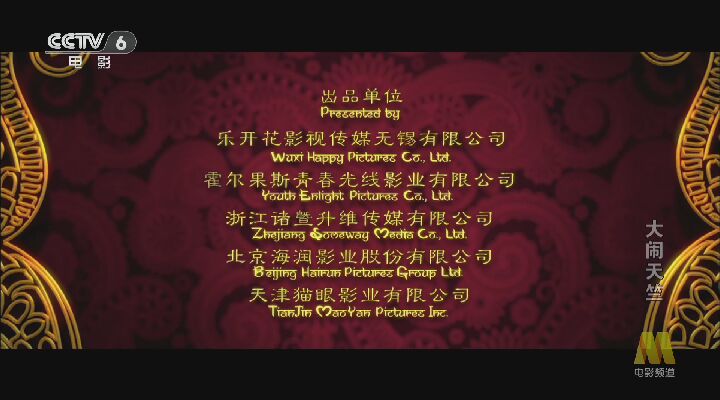 CCTV 6
电影
出品单位
Presented by
乐开花影视传媒无锡有限公司
Wuxi Happy Pictures Co., Ltd.
霍尔果斯青春光线影业有限公司
Youth Enlight Pictures Co., Ltd.
浙江诸暨升维传媒有限公司
Zhejiang Someway Media Co., Ltd.
北京海润影业股份有限公司
Beijing Hairun Pictures Group Ltd.
天津猫眼影业有限公司
TianJin MaoYan Pictures Inc.
大闹天竺
电影频道